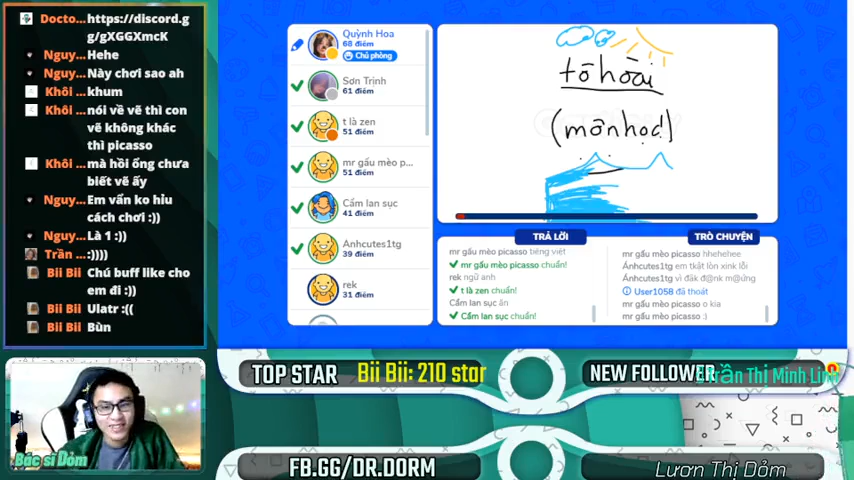 Docto... https://discord.g
g/gXGGXmcK
Nguy... Hehe
Nguy... Này chơi sao ah
Khôi ... khum
Khôi ... nói về vẽ thì con
vẽ không khác
thì picasso
Khôi ... mà hồi ổng chưa
biết vẽ ấy
Nguy... Em vẩn ko hỉu
cách chơi :))
Nguy... Là 1 :))
Trần ... :))))
Bii Bii Chú buff like cho
em đi :))
Bii Bii Ulatr :((
Bii Bii Bùn
Bác sĩ Dỏm
Quỳnh Hoa
68 điểm
Chủ phòng
Sơn Trịnh
61 điểm
t là zen
51 điểm
mr gấu mèo p...
51 điểm
Cẩm lan sục
41 điểm
Anhcutes1tg
39 điểm
rek
31 điểm
tô hoài
(môn học)
TRẢ LỜI
mr gấu mèo picasso tiếng việt
mr gấu mèo picasso chuẩn!
rek ngữ anh
t là zen chuẩn!
Cẩm lan sục ăn
Cẩm lan sục chuẩn!
TRÒ CHUYỆN
mr gấu mèo picasso hhehehee
Anhcutes1tg em tkật lòn xink lỗi
Anhcutes1tg vì đăk đ@nk m@ứng
User1058 đã thoát
mr gấu mèo picasso o kìa
mr gấu mèo picasso :)
TOP STAR
Bii Bii: 210 star
NEW FOLLOWER
Trần Thị Minh Linh
FB.GG/DR.DORM
Lươn Thị Dỏm